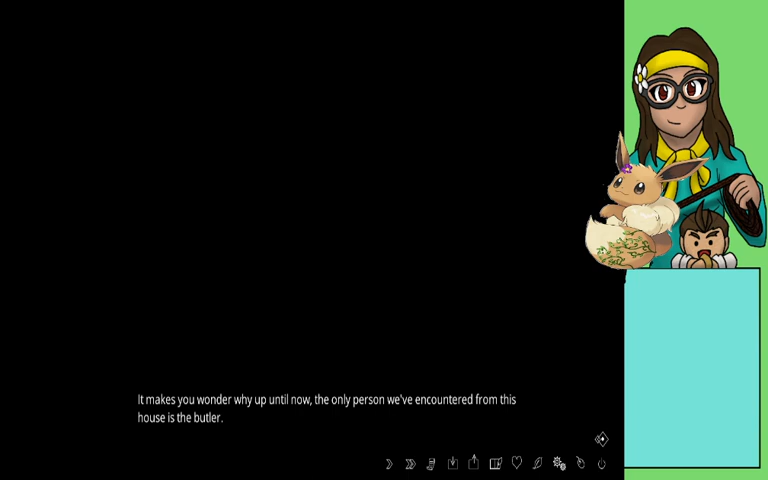 It makes you wonder why up until now, the only person we've encountered from this
house is the butler.